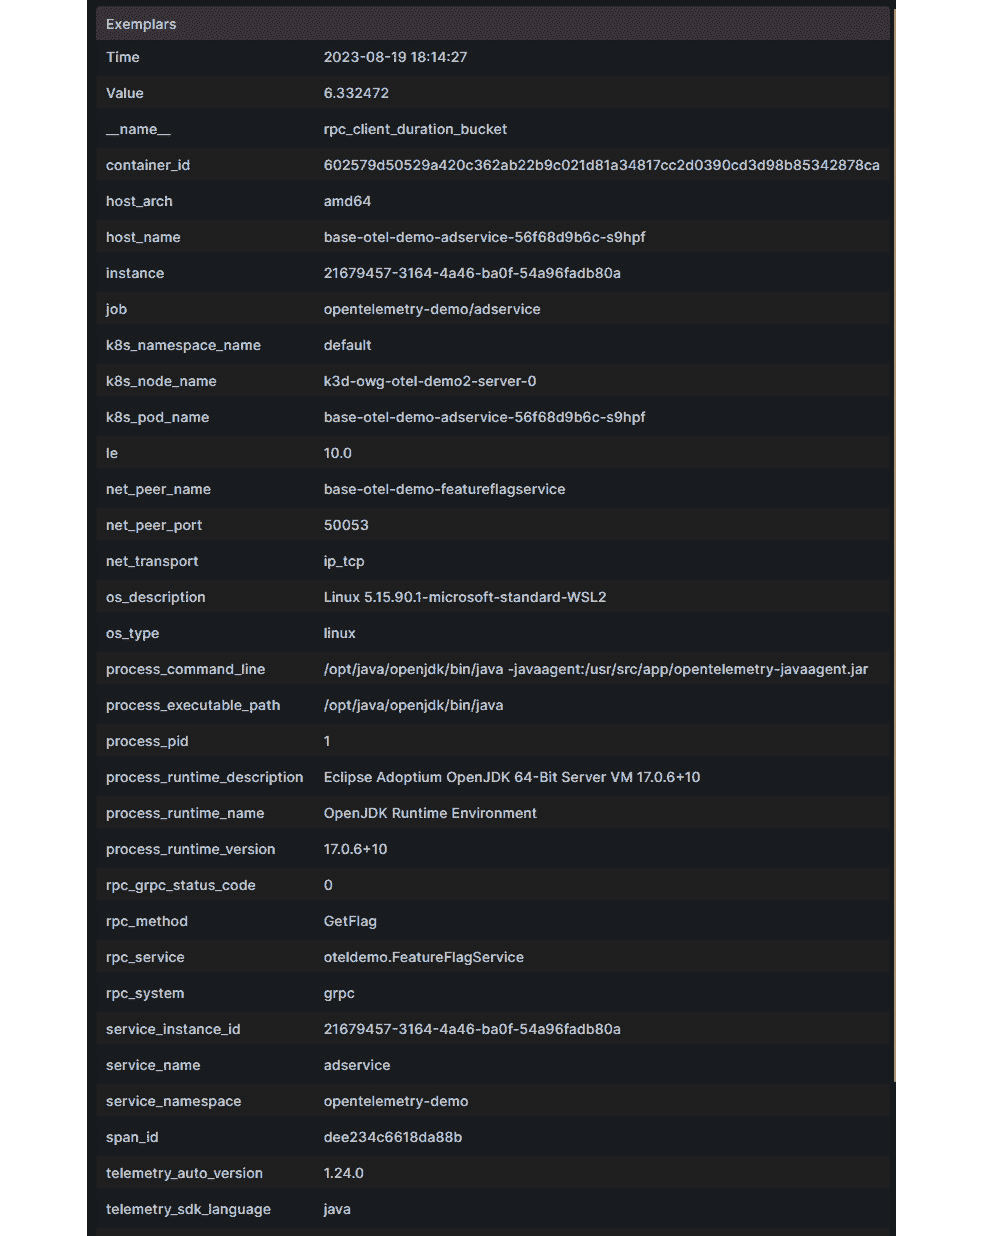 Exemplars
Time 2023-08-19 18:14:27
Value 6.332472
__name__ rpc_client_duration_bucket
container_id 602579d50529a420c362ab22b9c021d81a34817cc2d0390cd3d98b85342878ca
host_arch amd64
host_name base-otel-demo-adservice-56f68d9b6c-s9hpf
instance 21679457-3164-4a46-ba0f-54a96fadb80a
job opentelemetry-demo/adservice
k8s_namespace_name default
k8s_node_name k3d-owg-otel-demo2-server-0
k8s_pod_name base-otel-demo-adservice-56f68d9b6c-s9hpf
le 10.0
net_peer_name base-otel-demo-featureflagservice
net_peer_port 50053
net_transport ip_tcp
os_description Linux 5.15.90.1-microsoft-standard-WSL2
os_type linux
process_command_line /opt/java/openjdk/bin/java -javaagent:/usr/src/app/opentelemetry-javaagent.jar
process_executable_path /opt/java/openjdk/bin/java
process_pid 1
process_runtime_description Eclipse Adoptium OpenJDK 64-Bit Server VM 17.0.6+10
process_runtime_name OpenJDK Runtime Environment
process_runtime_version 17.0.6+10
rpc_grpc_status_code 0
rpc_method GetFlag
rpc_service oteldemo.FeatureFlagService
rpc_system grpc
service_instance_id 21679457-3164-4a46-ba0f-54a96fadb80a
service_name adservice
service_namespace opentelemetry-demo
span_id dee234c6618da88b
telemetry_auto_version 1.24.0
telemetry_sdk_language java